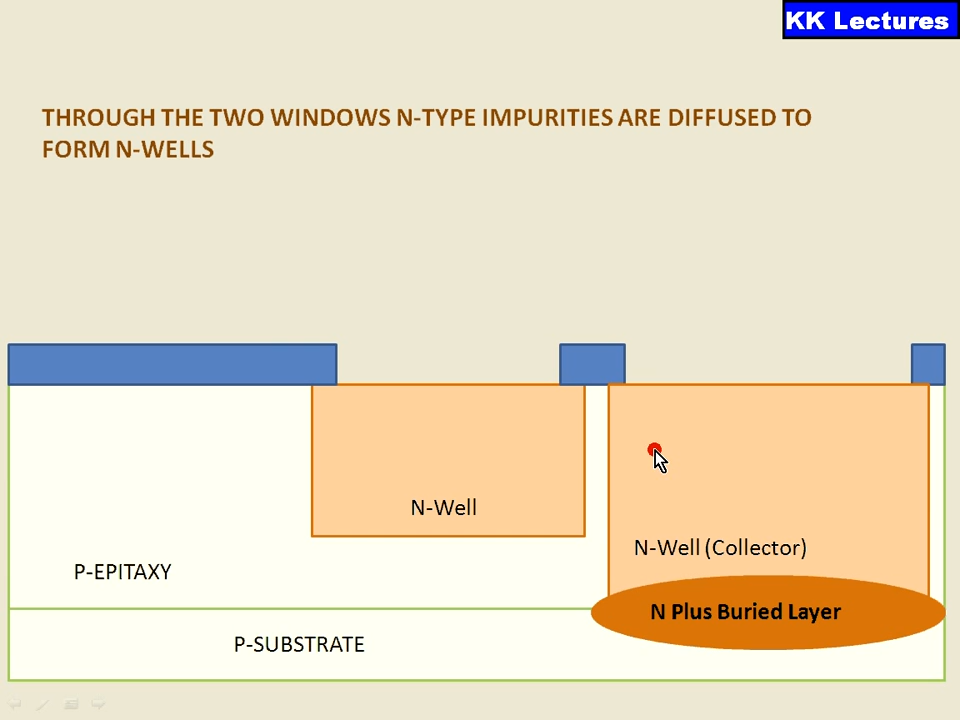 KK Lectures
THROUGH THE TWO WINDOWS N-TYPE IMPURITIES ARE DIFFUSED TO
FORM N-WELLS
N-Well
N-Well (Collector)
P-EPITAXY
N Plus Buried Layer
P-SUBSTRATE